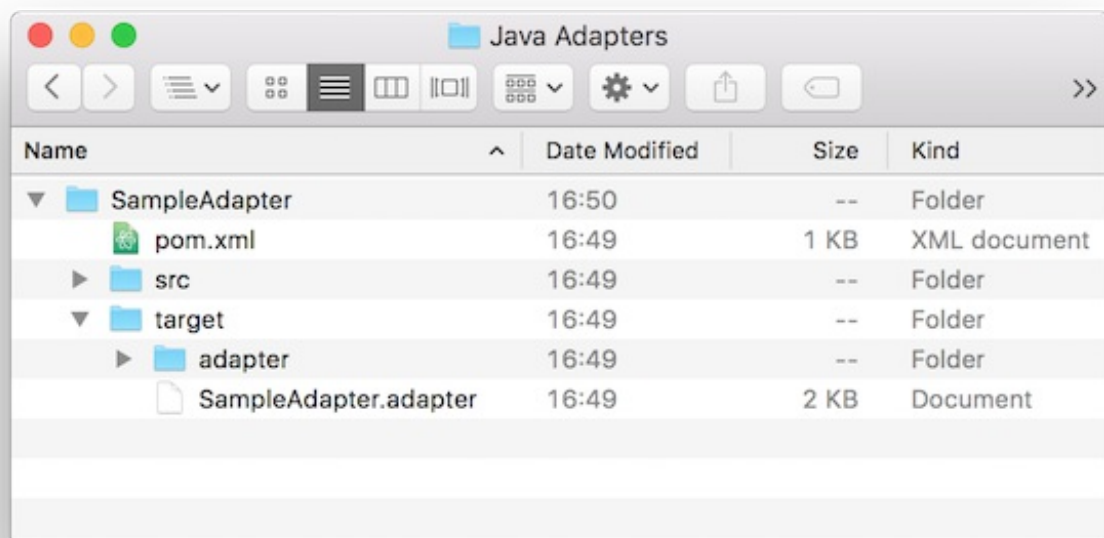 Java Adapters
Name Date Modified Size Kind
SampleAdapter 16:50 -- Folder
pom.xml 16:49 1 KB XML document
src 16:49 -- Folder
target 16:49 -- Folder
adapter 16:49 -- Folder
SampleAdapter.adapter 16:49 2 KB Document